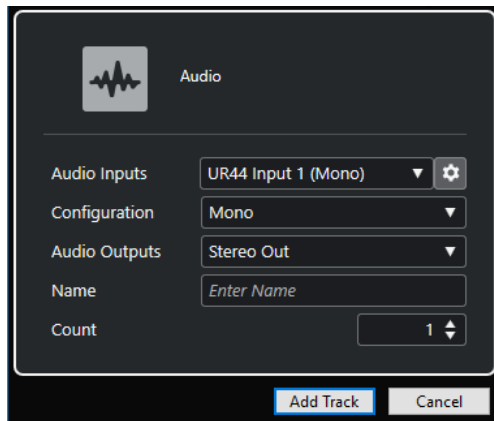 Audio
Audio Inputs UR44 Input 1 (Mono)
Configuration Mono
Audio Outputs Stereo Out
Name Enter Name
Count 1
Add Track Cancel